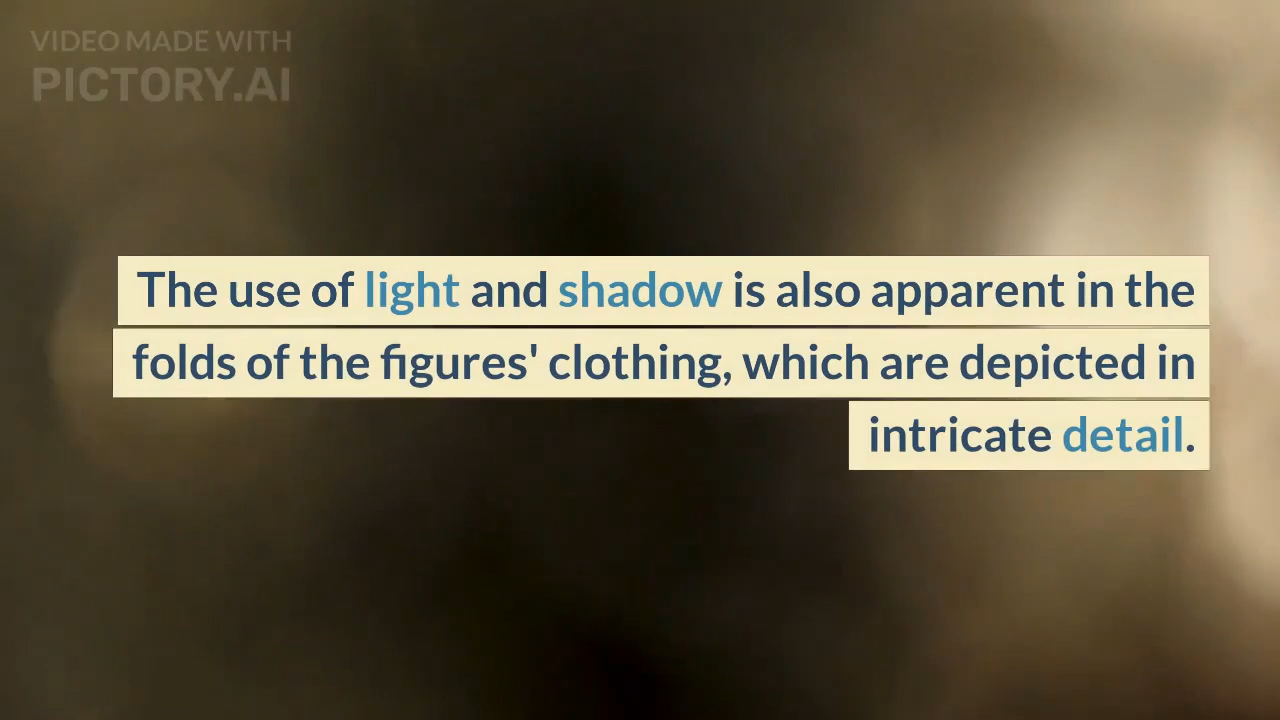 VIDEO MADE WITH
PICTORY.AI
The use of light and shadow is also apparent in the
folds of the figures' clothing, which are depicted in
intricate detail.